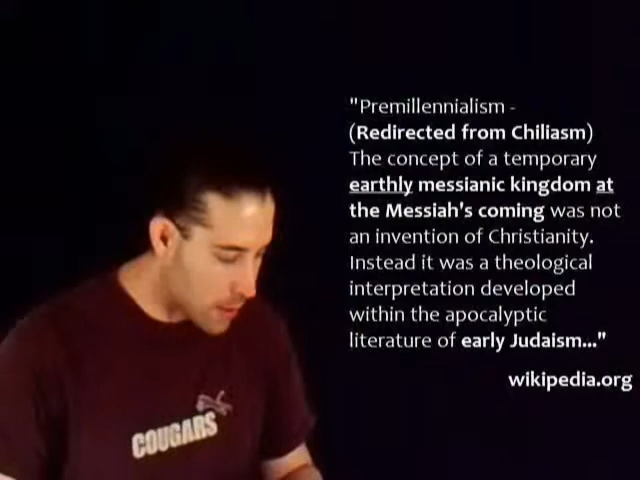 "Premillennialism -
(Redirected from Chiliasm)
The concept of a temporary
earthly messianic kingdom at
the Messiah's coming was not
an invention of Christianity.
Instead it was a theological
interpretation developed
within the apocalyptic
literature of early Judaism..."
wikipedia.org
COUGARS